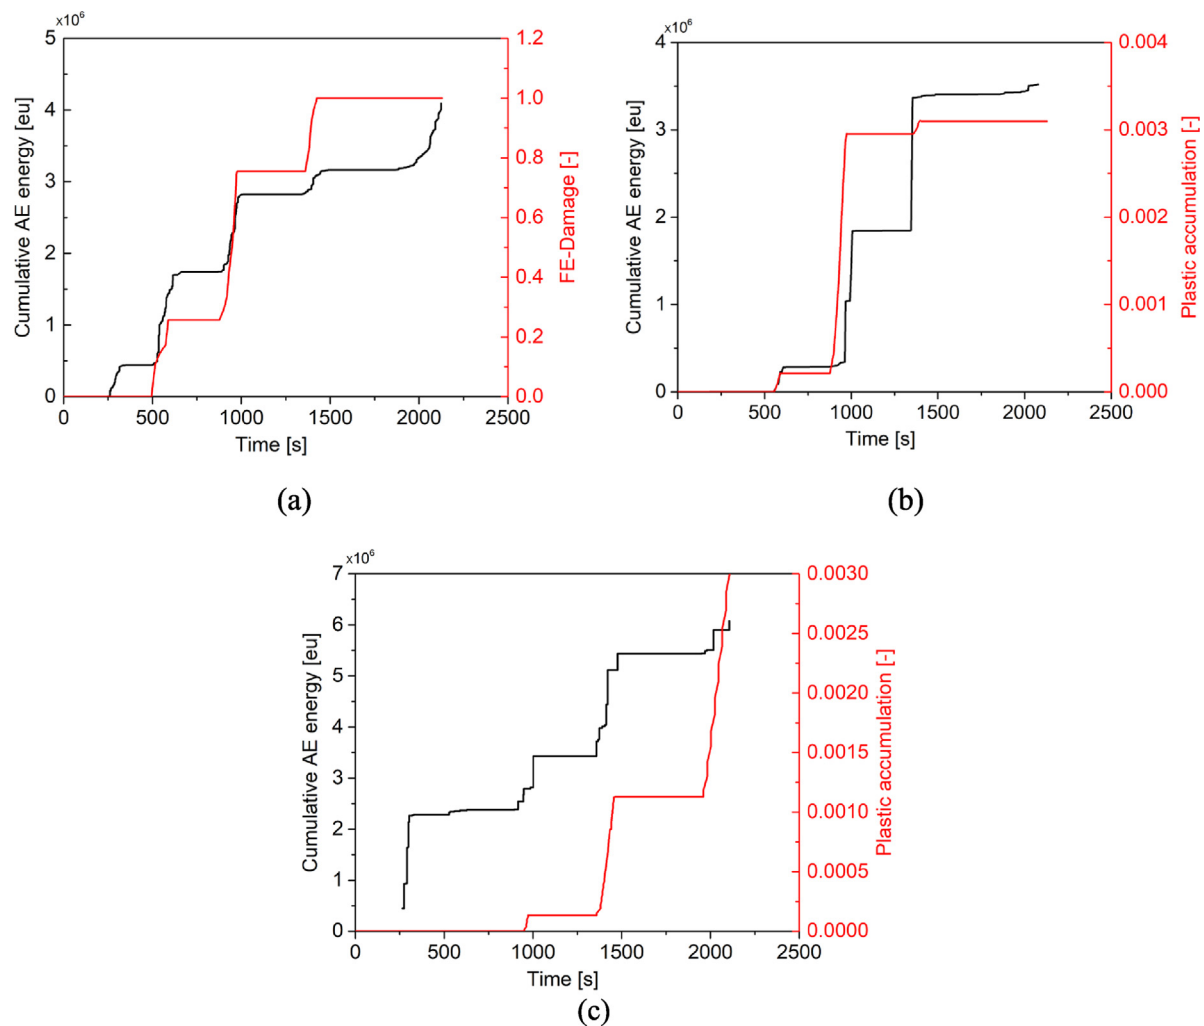 ×10⁶
5
4
3
2
1
0
Cumulative AE energy [eu]
1.2
1.0
0.8
0.6
0.4
0.2
0.0
FE-Damage [-]
0 500 1000 1500 2000 2500
Time [s]
(a)
×10⁶
4
3
2
1
0
Cumulative AE energy [eu]
0.004
0.003
0.002
0.001
0.000
Plastic accumulation [-]
0 500 1000 1500 2000 2500
Time [s]
(b)
×10⁶
7
6
5
4
3
2
1
0
Cumulative AE energy [eu]
0.0030
0.0025
0.0020
0.0015
0.0010
0.0005
0.0000
Plastic accumulation [-]
0 500 1000 1500 2000 2500
Time [s]
(c)